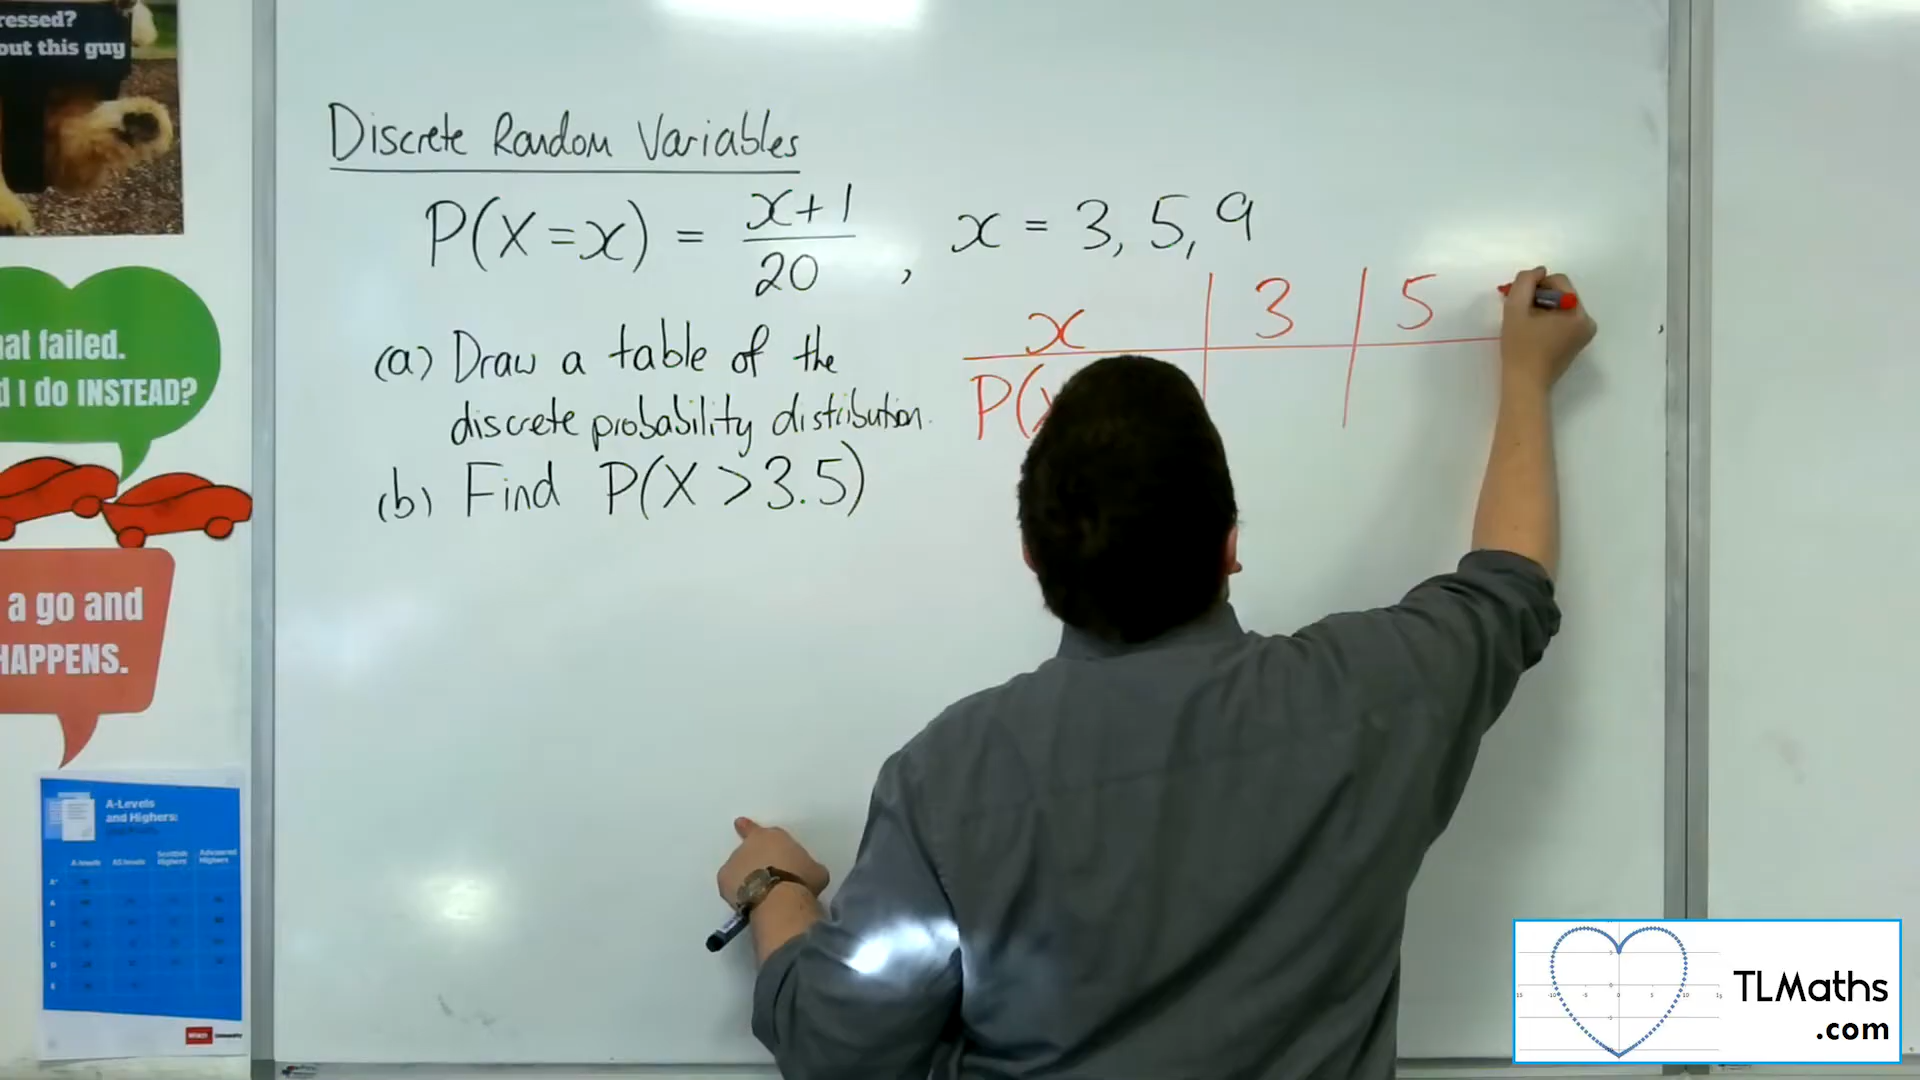 ressed?
out this guy
Discrete Random Variables
P(X=x) = x+1/20 , x = 3, 5, 9
hat failed.
d I do INSTEAD?
(a) Draw a table of the
discrete probability distribution.
(b) Find P(X > 3.5)
x | 3 | 5
P(X
a go and
HAPPENS.
A-Levels
and Highers:
A-levels AS levels Scottish Highers Advanced Highers
A*
A
B
C
D
E
Which
TLMaths
.com